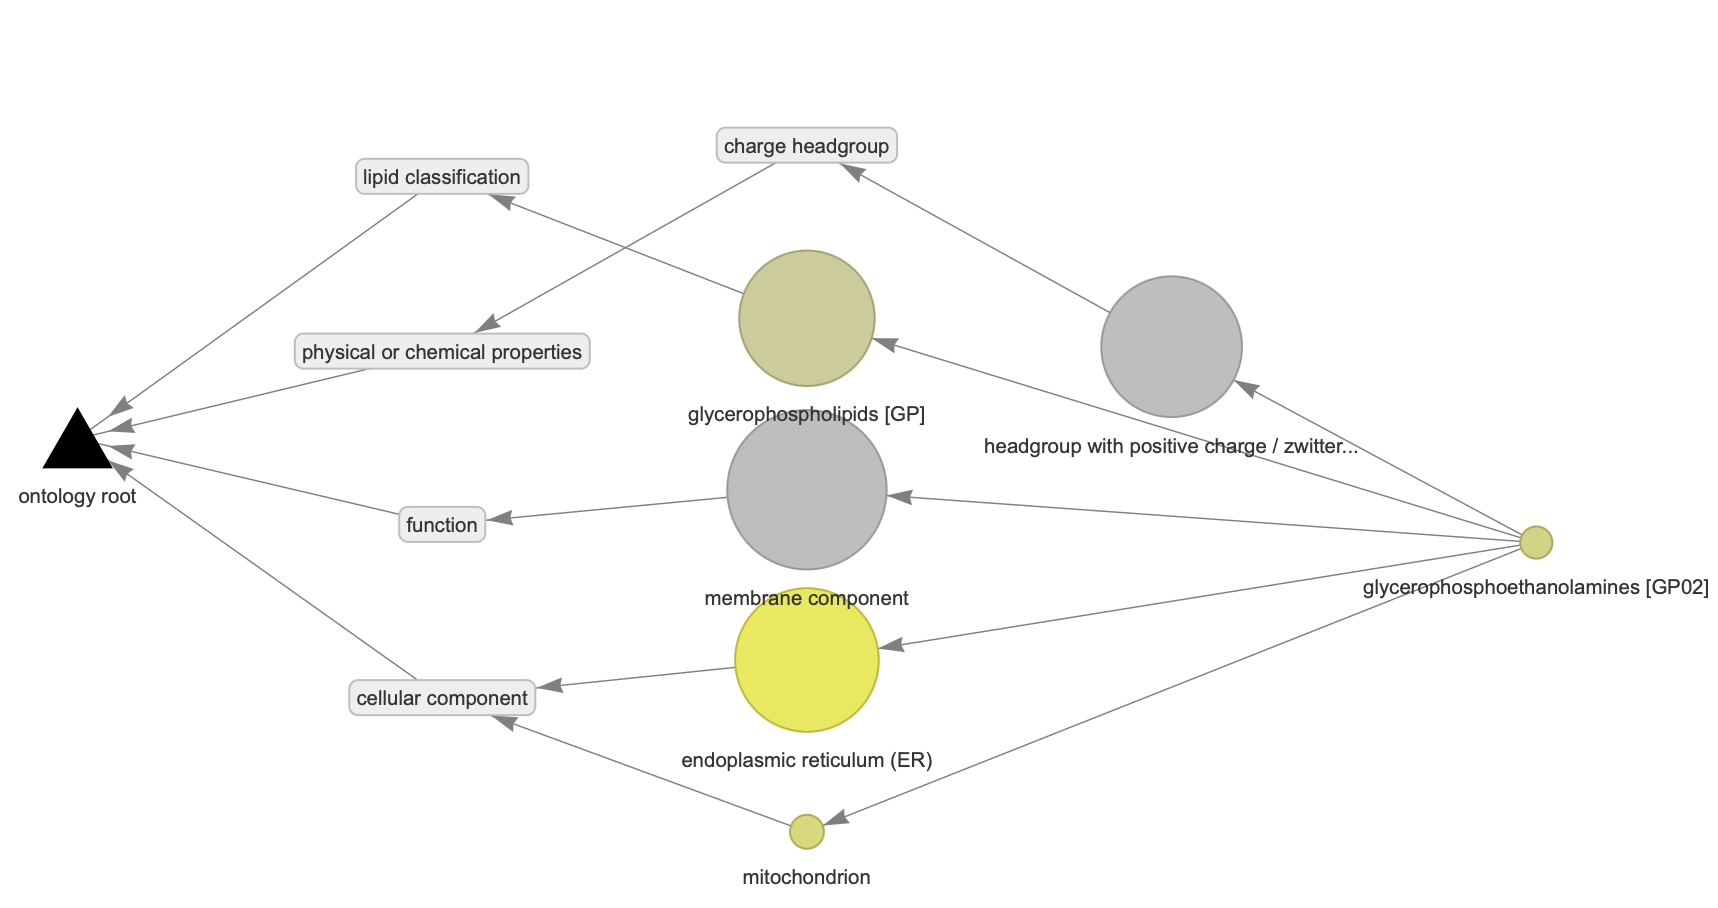 charge headgroup
lipid classification
physical or chemical properties
glycerophospholipids [GP]
headgroup with positive charge / zwitter...
ontology root
function
glycerophosphoethanolamines [GP02]
membrane component
cellular component
endoplasmic reticulum (ER)
mitochondrion